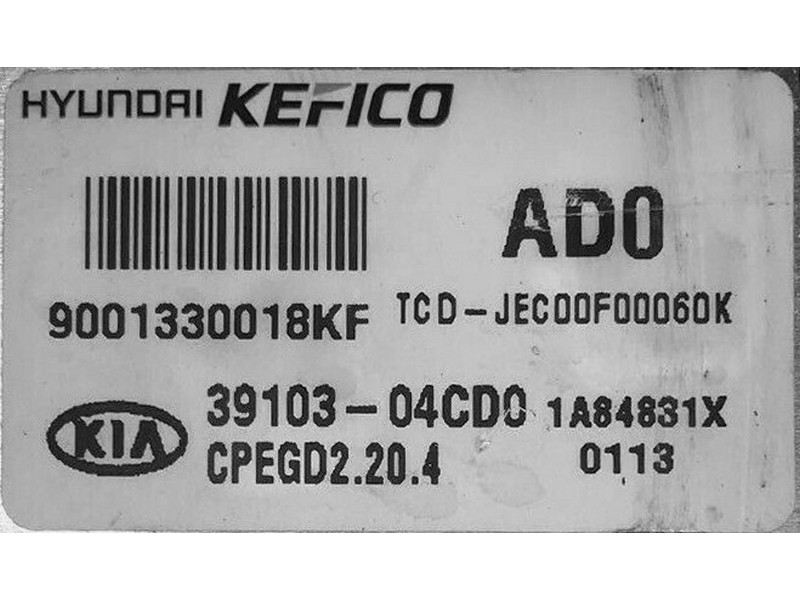 HYUNDAI KEFICO
AD0
9001330018KF TCD-JEC00F00060K
KIA 39103-04CD0 1A84831X
CPEGD2.20.4 0113